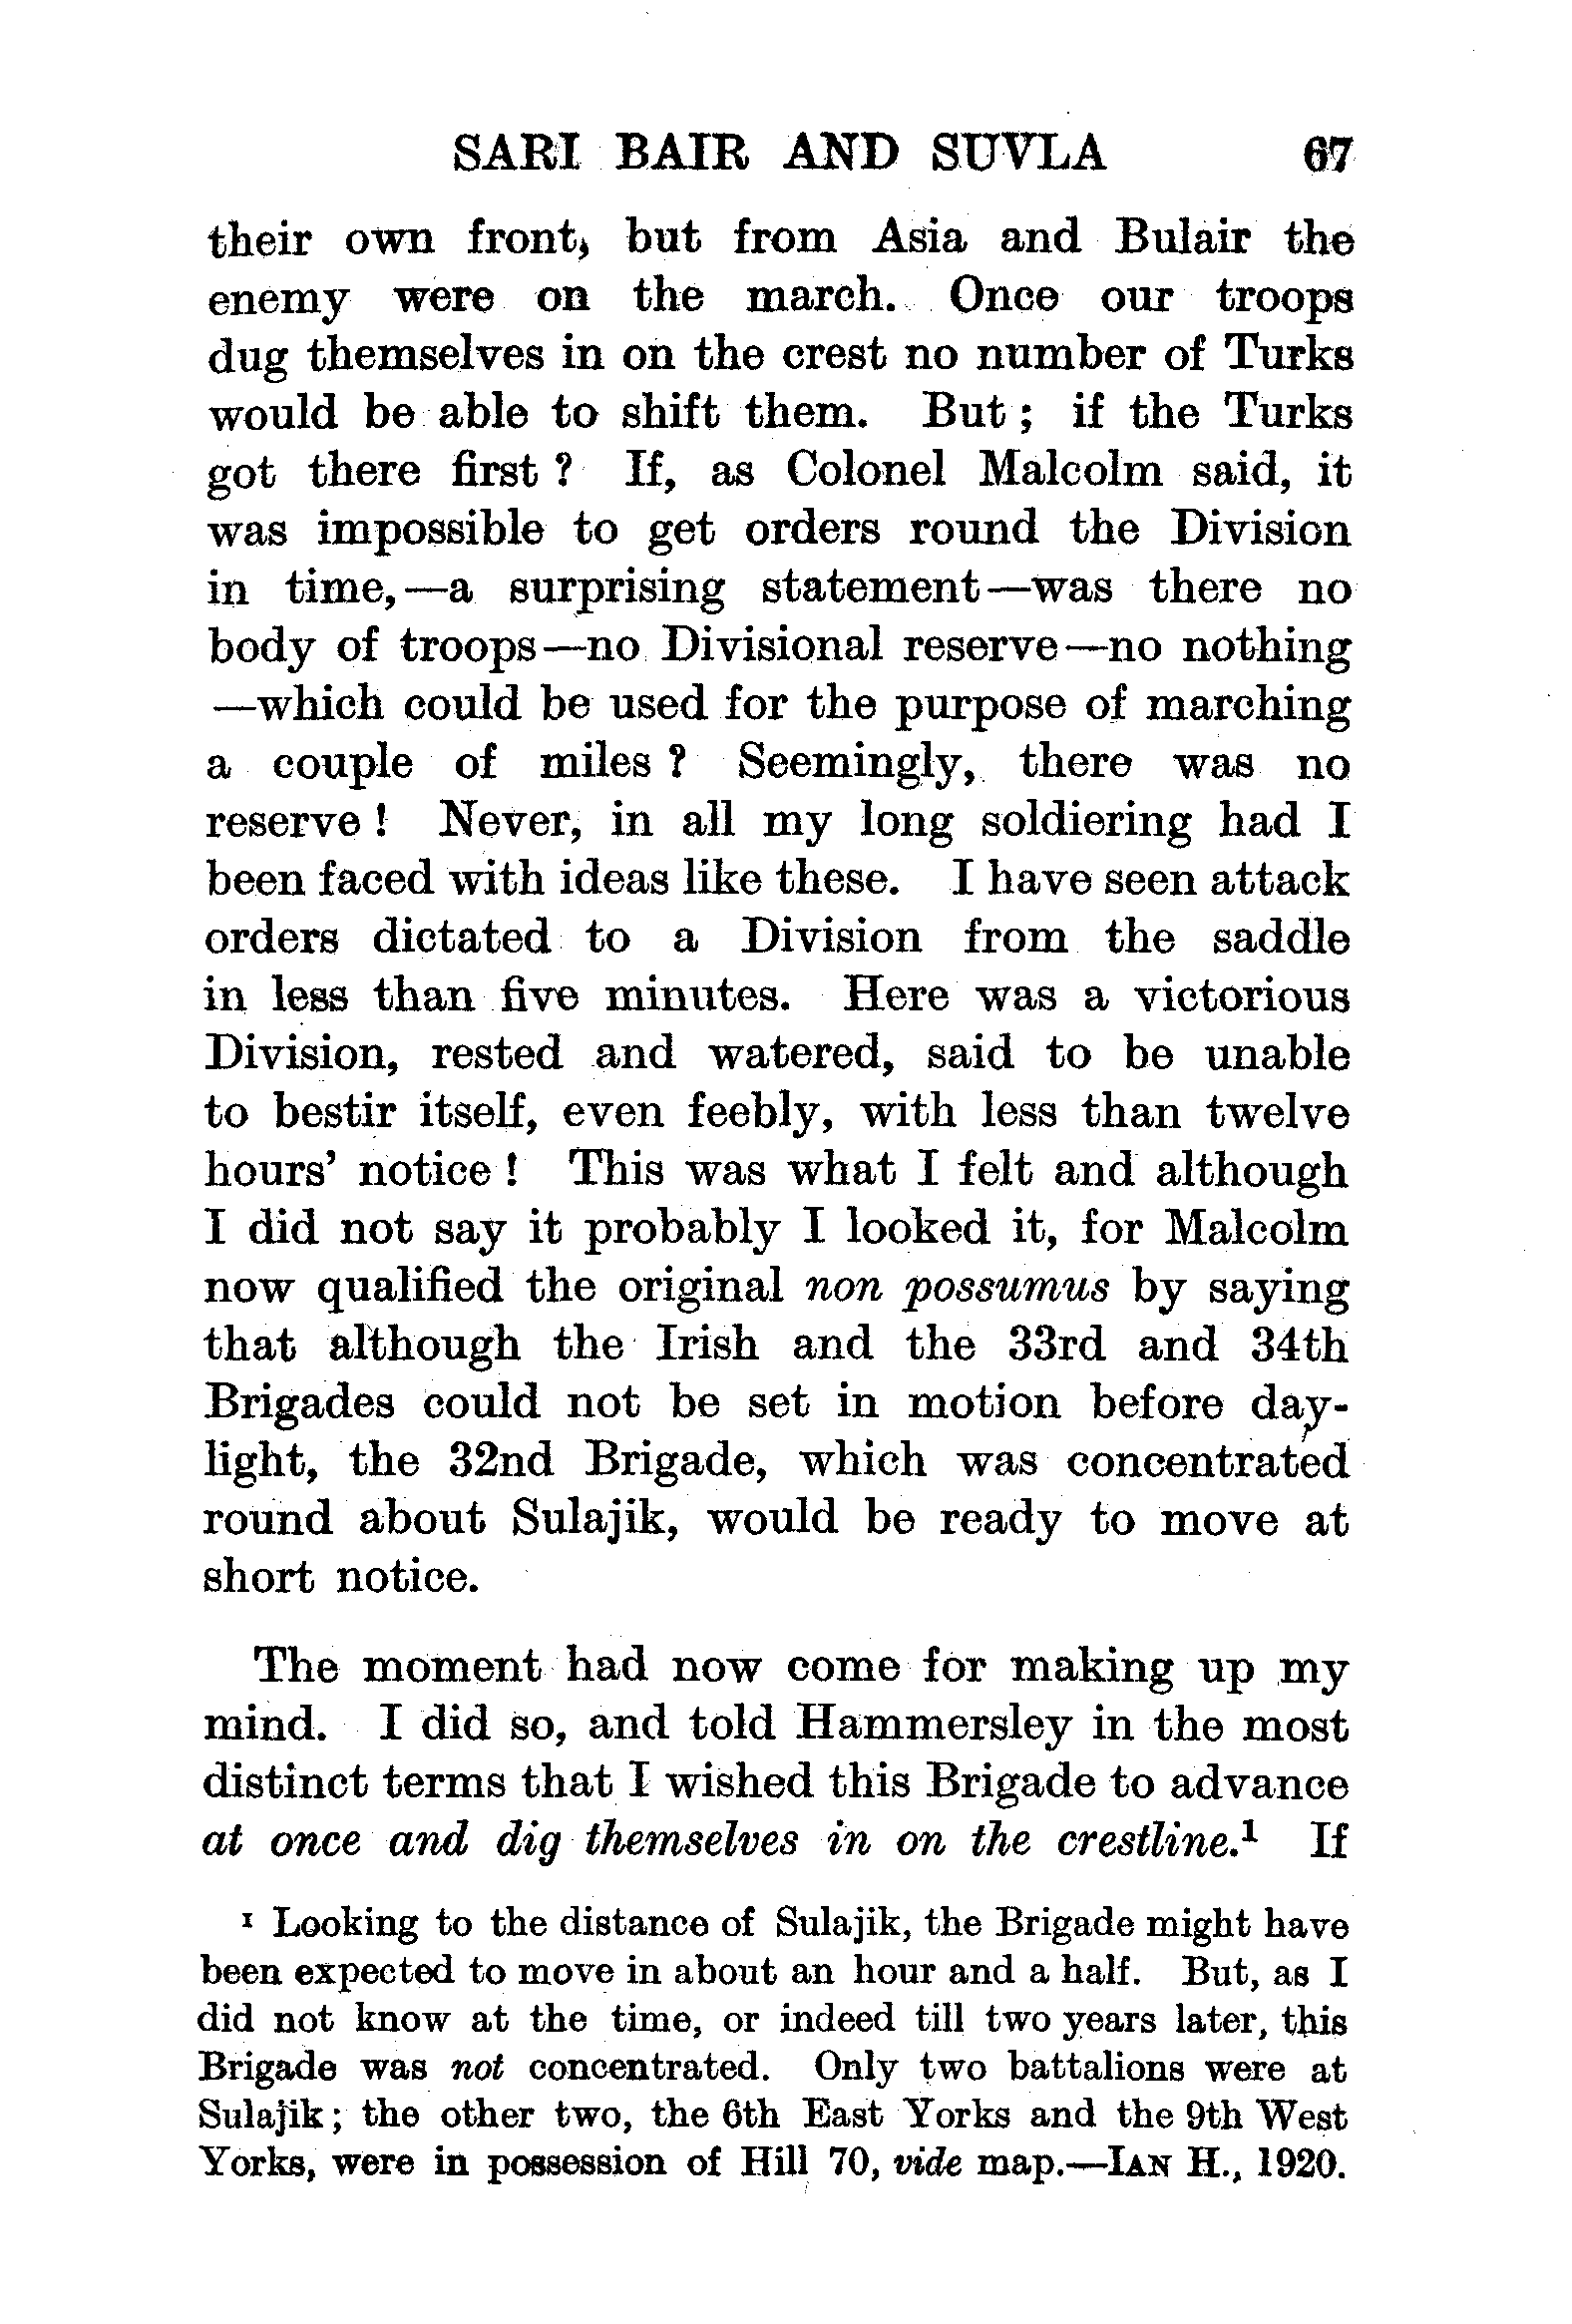 SARI BAIR AND SUVLA 67
their own front, but from Asia and Bulair the
enemy were on the march. Once our troops
dug themselves in on the crest no number of Turks
would be able to shift them. But ; if the Turks
got there first ? If, as Colonel Malcolm said, it
was impossible to get orders round the Division
in time,—a surprising statement—was there no
body of troops—no Divisional reserve—no nothing
—which could be used for the purpose of marching
a couple of miles ? Seemingly, there was no
reserve ! Never, in all my long soldiering had I
been faced with ideas like these. I have seen attack
orders dictated to a Division from the saddle
in less than five minutes. Here was a victorious
Division, rested and watered, said to be unable
to bestir itself, even feebly, with less than twelve
hours' notice ! This was what I felt and although
I did not say it probably I looked it, for Malcolm
now qualified the original non possumus by saying
that although the Irish and the 33rd and 34th
Brigades could not be set in motion before day-
light, the 32nd Brigade, which was concentrated
round about Sulajik, would be ready to move at
short notice.
The moment had now come for making up my
mind. I did so, and told Hammersley in the most
distinct terms that I wished this Brigade to advance
at once and dig themselves in on the crestline.¹ If
¹ Looking to the distance of Sulajik, the Brigade might have
been expected to move in about an hour and a half. But, as I
did not know at the time, or indeed till two years later, this
Brigade was not concentrated. Only two battalions were at
Sulajik ; the other two, the 6th East Yorks and the 9th West
Yorks, were in possession of Hill 70, vide map.—IAN H., 1920.